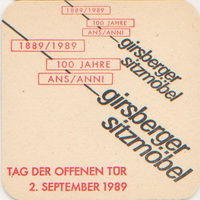 1889/1989
100 JAHRE
ANS/ANNI
girsberger
sitzmöbel
1889/1989
100 JAHRE
ANS/ANNI
girsberger
sitzmöbel
TAG DER OFFENEN TÜR
2. SEPTEMBER 1989